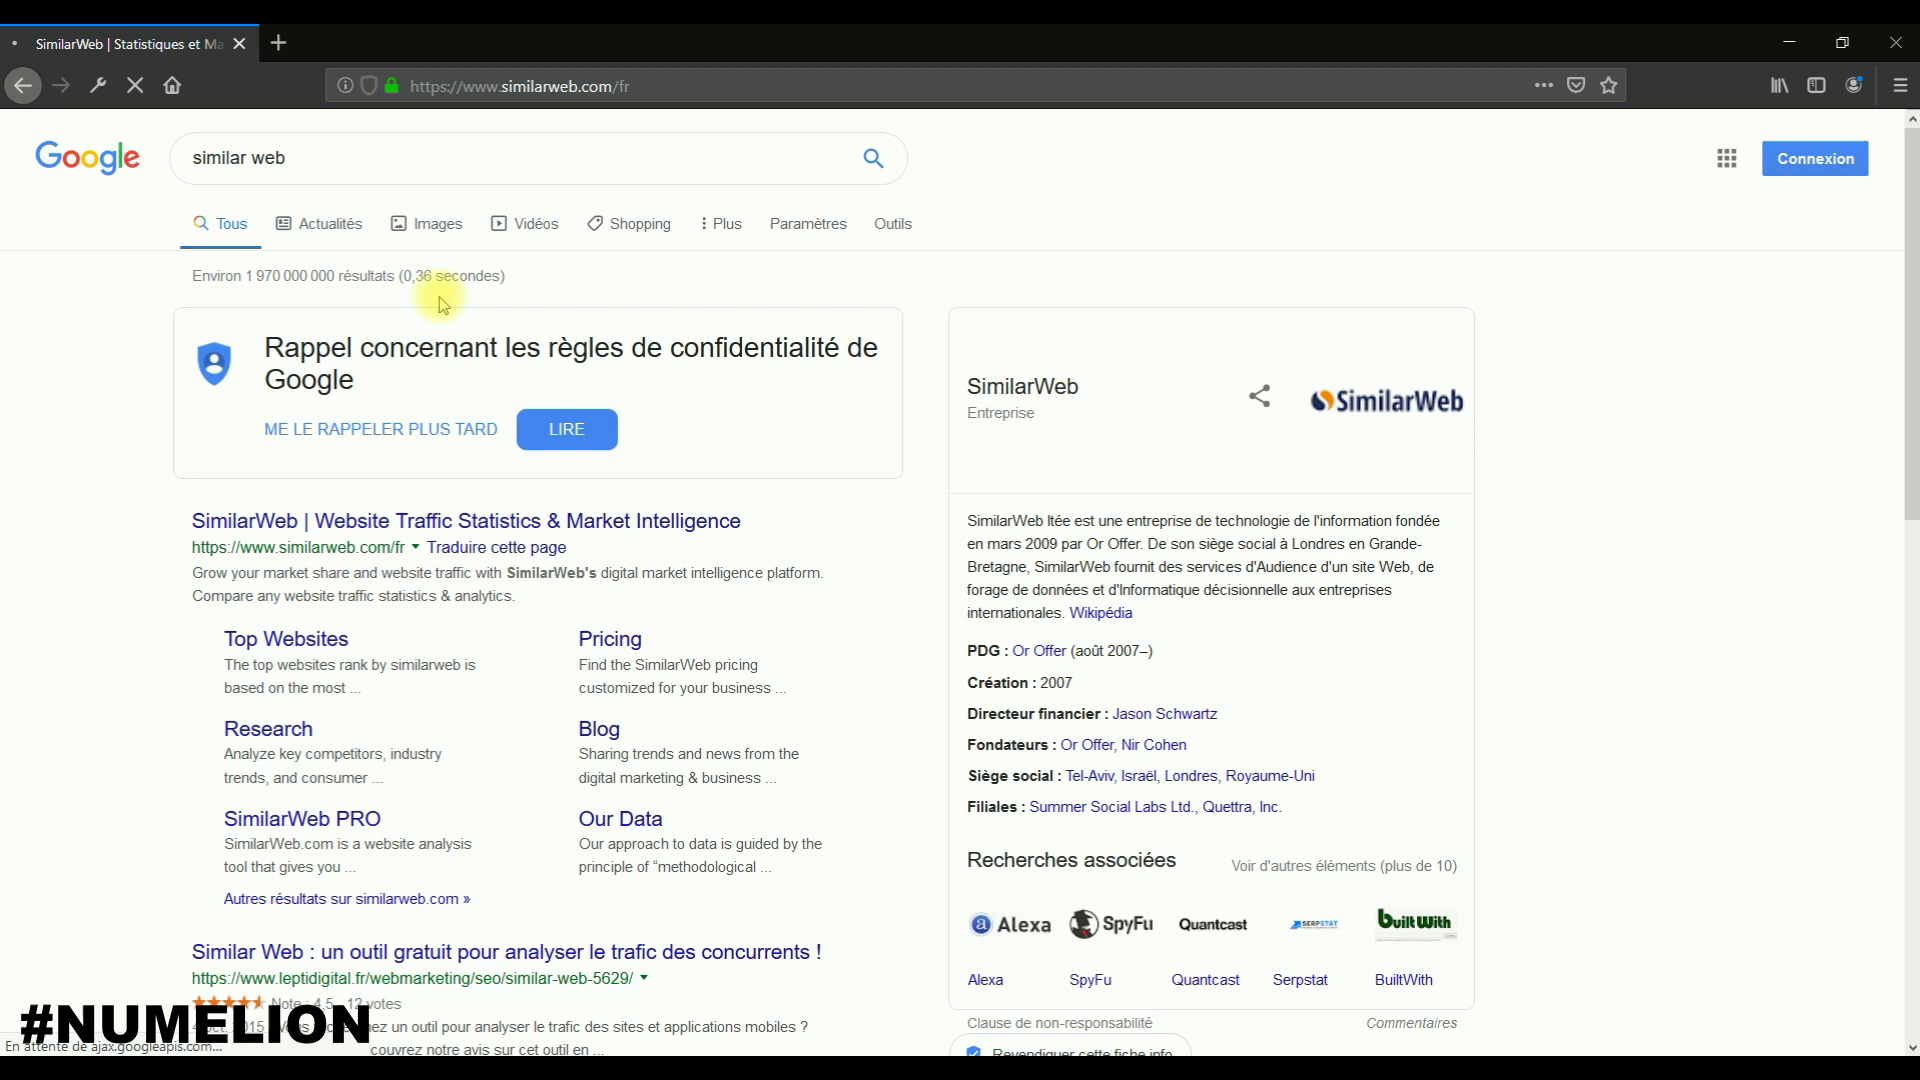 SimilarWeb | Statistiques et Ma
https://www.similarweb.com/fr
Google
similar web
Connexion
Tous
Actualités
Images
Vidéos
Shopping
Plus
Paramètres
Outils
Environ 1 970 000 000 résultats (0,36 secondes)
Rappel concernant les règles de confidentialité de
Google
ME LE RAPPELER PLUS TARD
LIRE
SimilarWeb | Website Traffic Statistics & Market Intelligence
https://www.similarweb.com/fr
Traduire cette page
Grow your market share and website traffic with SimilarWeb's digital market intelligence platform.
Compare any website traffic statistics & analytics.
Top Websites
The top websites rank by similarweb is
based on the most ...
Pricing
Find the SimilarWeb pricing
customized for your business ...
Research
Analyze key competitors, industry
trends, and consumer ...
Blog
Sharing trends and news from the
digital marketing & business ...
SimilarWeb PRO
SimilarWeb.com is a website analysis
tool that gives you ...
Our Data
Our approach to data is guided by the
principle of “methodological ...
Autres résultats sur similarweb.com »
Similar Web : un outil gratuit pour analyser le trafic des concurrents !
https://www.leptidigital.fr/webmarketing/seo/similar-web-5629/
Note : 4,5 - 12 votes
2015
un outil pour analyser le trafic des sites et applications mobiles ?
couvrez notre avis sur cet outil en ...
#NUMELION
En attente de ajax.googleapis.com...
SimilarWeb
Entreprise
SimilarWeb
SimilarWeb ltée est une entreprise de technologie de l'information fondée
en mars 2009 par Or Offer. De son siège social à Londres en Grande-
Bretagne, SimilarWeb fournit des services d'Audience d'un site Web, de
forage de données et d'Informatique décisionnelle aux entreprises
internationales. Wikipédia
PDG : Or Offer (août 2007–)
Création : 2007
Directeur financier : Jason Schwartz
Fondateurs : Or Offer, Nir Cohen
Siège social : Tel-Aviv, Israël, Londres, Royaume-Uni
Filiales : Summer Social Labs Ltd., Quettra, Inc.
Recherches associées
Voir d'autres éléments (plus de 10)
a Alexa
SpyFu
Quantcast
SERPSTAT
built With
Alexa
SpyFu
Quantcast
Serpstat
BuiltWith
Clause de non-responsabilité
Commentaires
Revendiquer cette fiche info